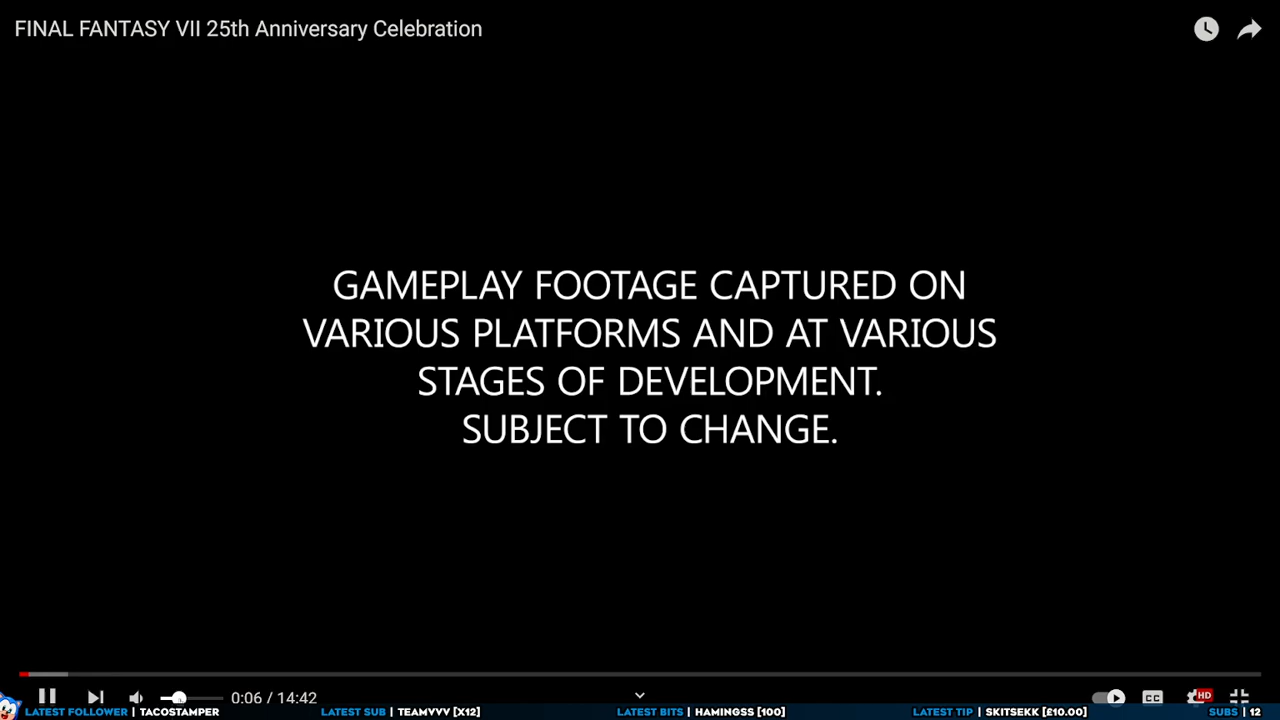 FINAL FANTASY VII 25th Anniversary Celebration
GAMEPLAY FOOTAGE CAPTURED ON
VARIOUS PLATFORMS AND AT VARIOUS
STAGES OF DEVELOPMENT.
SUBJECT TO CHANGE.
0:06 / 14:42
CC
HD
LATEST FOLLOWER | TACOSTAMPER
LATEST SUB | TEAMVVV [X12]
LATEST BITS | HAMINGSS [100]
LATEST TIP | SKITSEKK [£10.00]
SUBS | 12